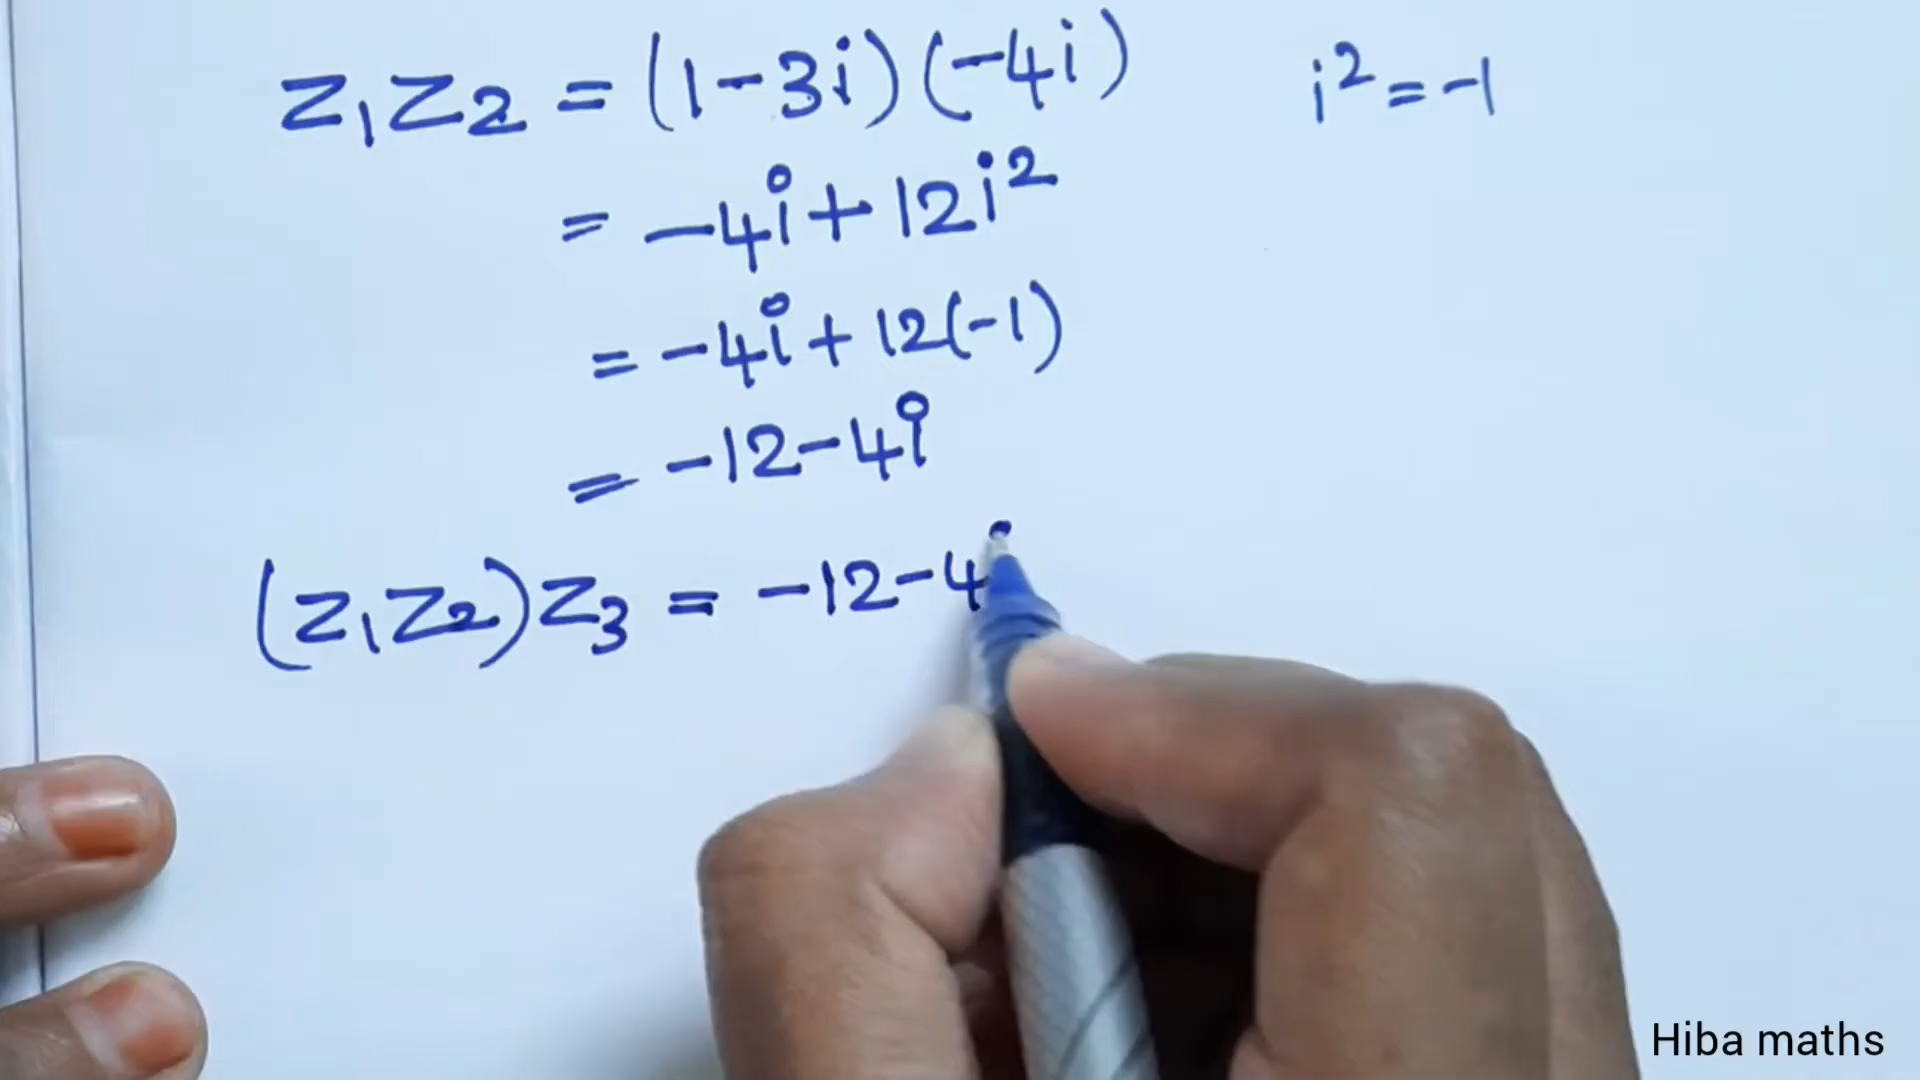 z₁z₂ = (1-3i)(-4i)
i² = -1
= -4i + 12i²
= -4i + 12(-1)
= -12-4i
(z₁z₂)z₃ = -12-4
Hiba maths